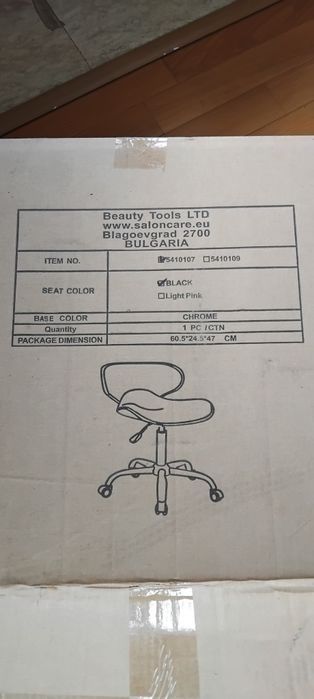 Beauty Tools LTD
www.saloncare.eu
Blagoevgrad 2700
BULGARIA
ITEM NO. ☑5410107 ☐5410109
SEAT COLOR ☑BLACK
☐Light Pink
BASE COLOR CHROME
Quantity 1 PC /CTN
PACKAGE DIMENSION 60.5*24.5*47 CM